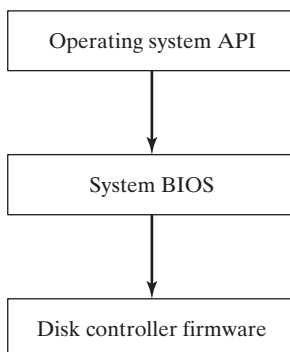 Operating system API
System BIOS
Disk controller firmware